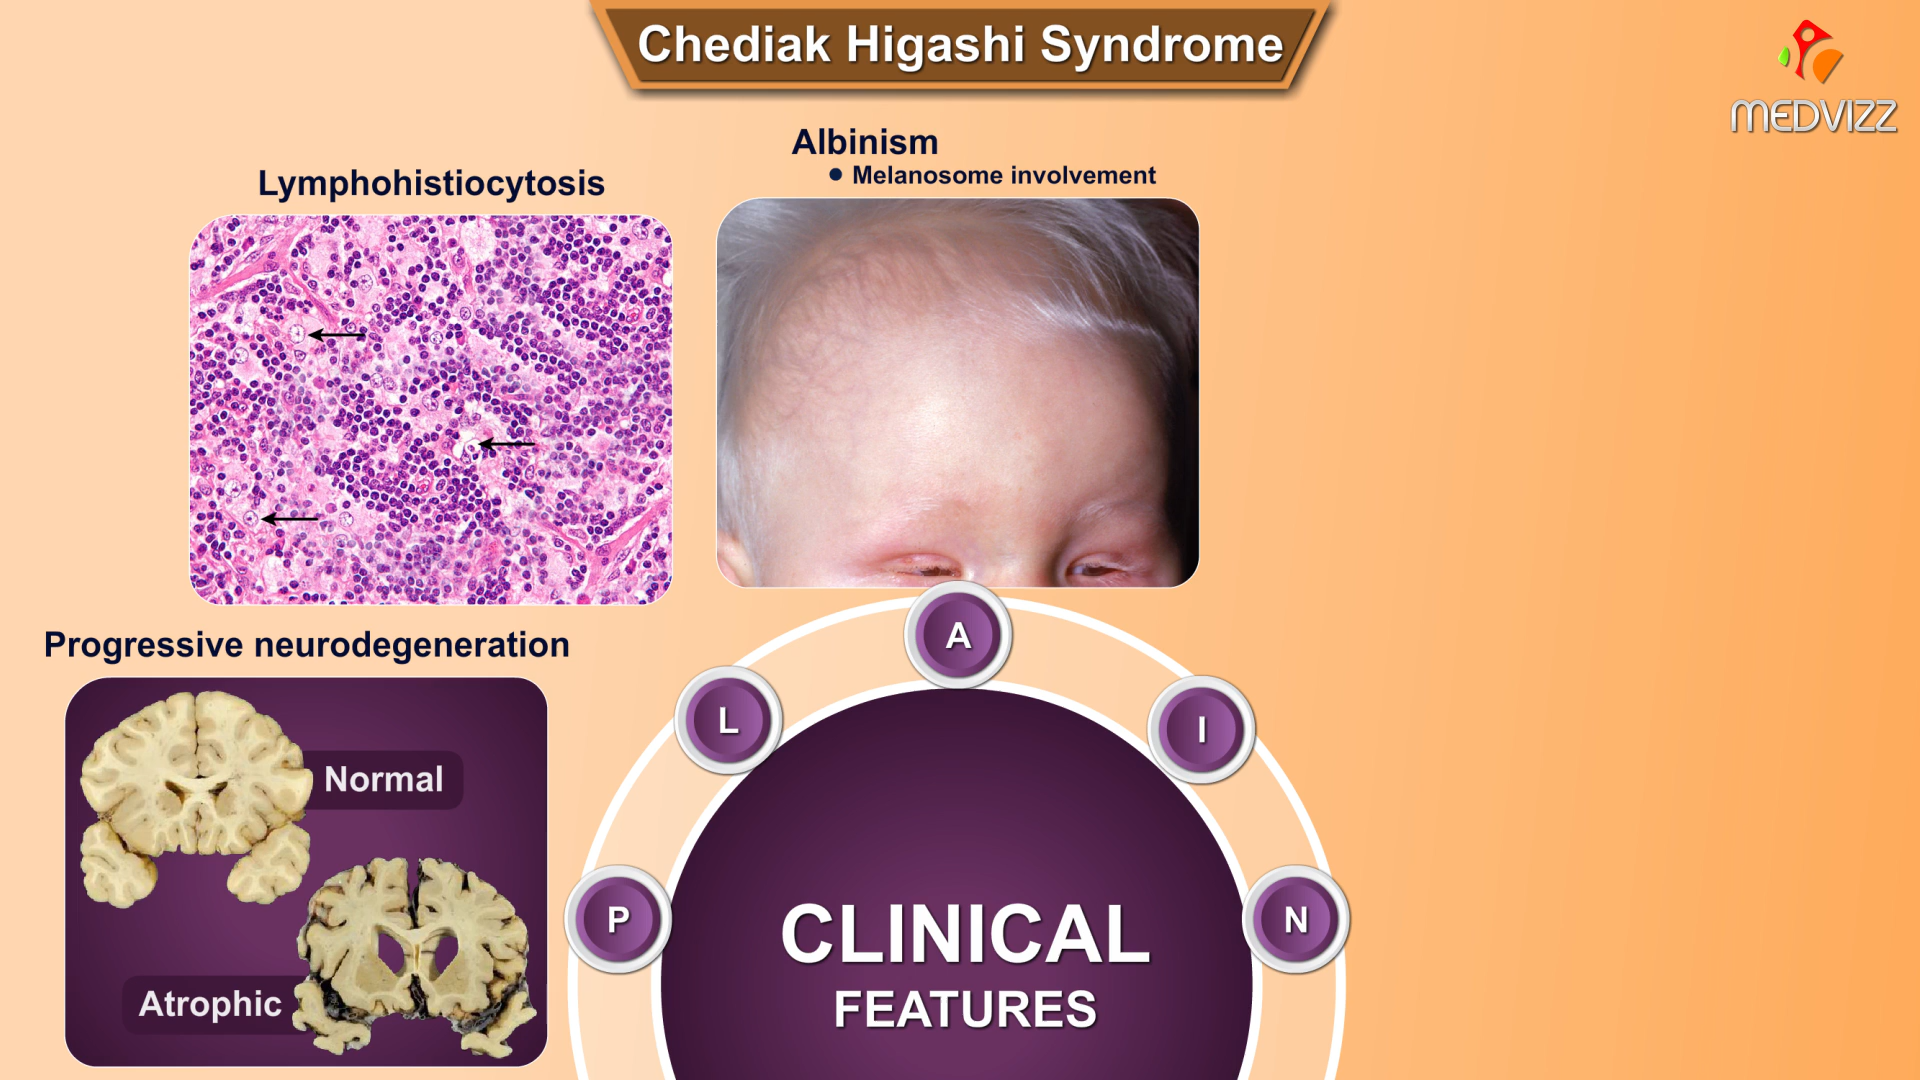 Chediak Higashi Syndrome
MEDVIZZ
Albinism
• Melanosome involvement
Lymphohistiocytosis
Progressive neurodegeneration
Normal
Atrophic
P
L
A
I
N
CLINICAL
FEATURES